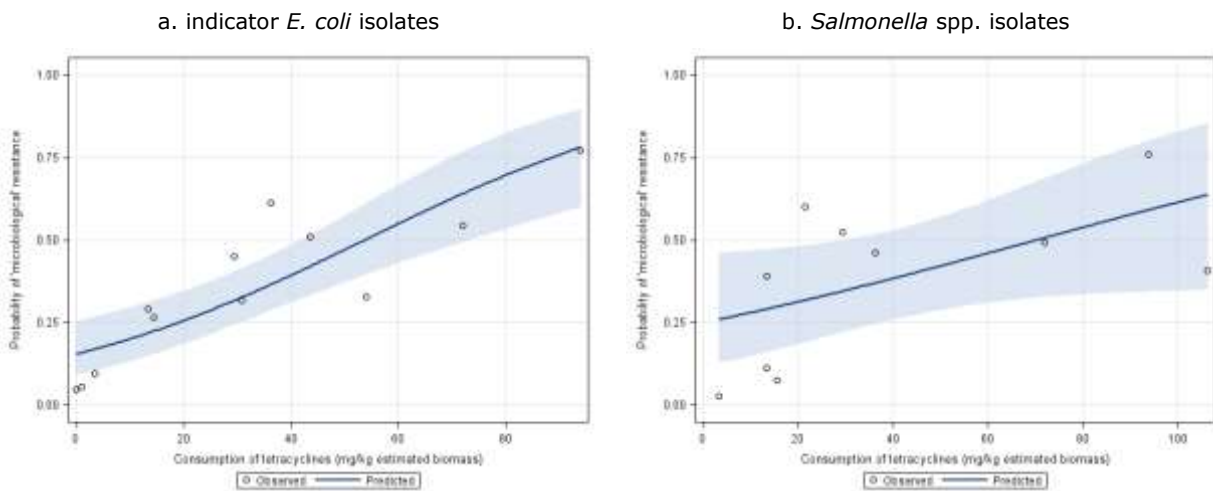 a. indicator E. coli isolates
b. Salmonella spp. isolates
1.00
0.75
0.50
0.25
0.00
Probability of 'microbiological' resistance
0
20
40
60
80
Consumption of tetracyclines (mg/kg estimated biomass)
Observed Predicted
1.00
0.75
0.50
0.25
0.00
Probability of 'microbiological' resistance
0
20
40
60
80
100
Consumption of tetracyclines (mg/kg estimated biomass)
Observed Predicted